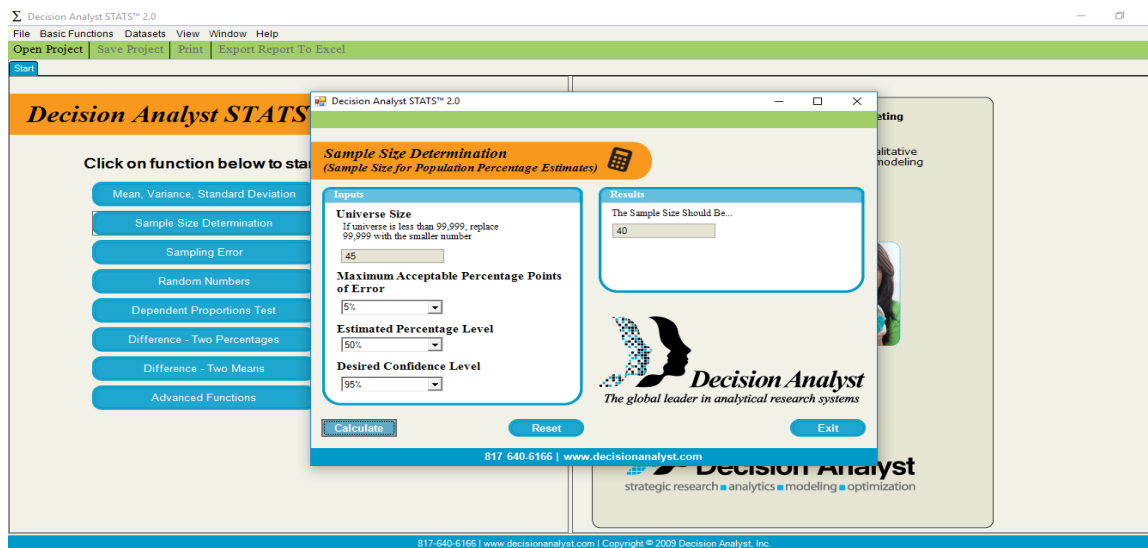 Σ Decision Analyst STATS™ 2.0
File Basic Functions Datasets View Window Help
Open Project Save Project Print Export Report To Excel
Start
Decision Analyst STATS
Click on function below to sta
Mean, Variance, Standard Deviation
Sample Size Determination
Sampling Error
Random Numbers
Dependent Proportions Test
Difference - Two Percentages
Difference - Two Means
Advanced Functions
Decision Analyst STATS™ 2.0
Sample Size Determination
(Sample Size for Population Percentage Estimates)
Inputs
Universe Size
If universe is less than 99,999, replace
99,999 with the smaller number
45
Maximum Acceptable Percentage Points
of Error
5%
Estimated Percentage Level
50%
Desired Confidence Level
95%
Results
The Sample Size Should Be...
40
Decision Analyst
The global leader in analytical research systems
Calculate
Reset
Exit
817 640-6166 | www.decisionanalyst.com
eting
alitative
modeling
Decision Analyst
strategic research analytics modeling optimization
817-640-6166 | www.decisionanalyst.com | Copyright © 2009 Decision Analyst, Inc.